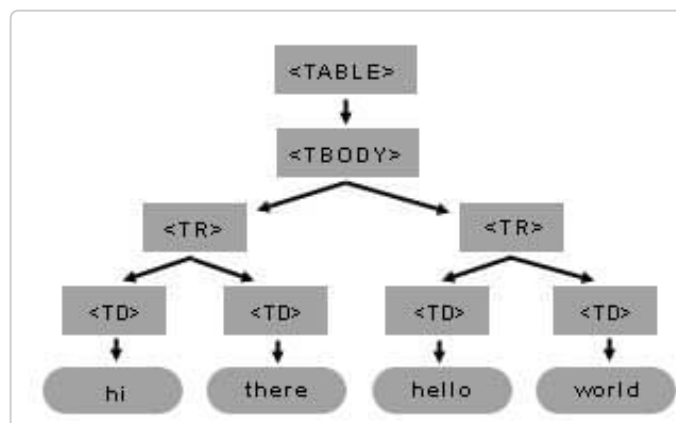 <TABLE>
<TBODY>
<TR> <TR>
<TD> <TD> <TD> <TD>
hi there hello world